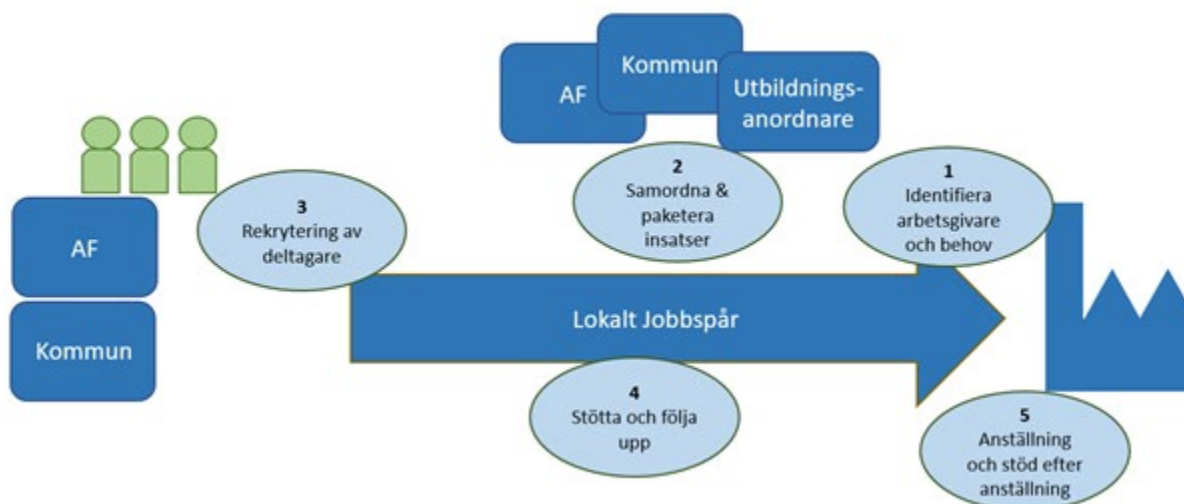 AF
Kommun
Utbildnings-
anordnare
1
Identifiera
arbetsgivare
och behov
2
Samordna &
paketera
insatser
3
Rekrytering av
deltagare
AF
Kommun
Lokalt Jobbspår
4
Stötta och följa
upp
5
Anställning
och stöd efter
anställning